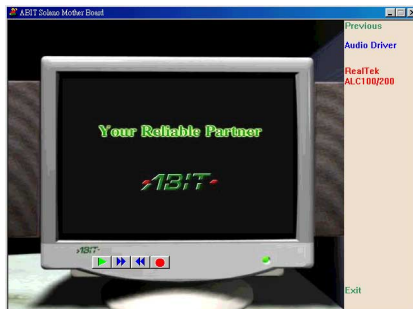 ABIT Solano Mother Board
Previous
Audio Driver
RealTek
ALC100/200
Your Reliable Partner
ABIT
ABIT
Exit